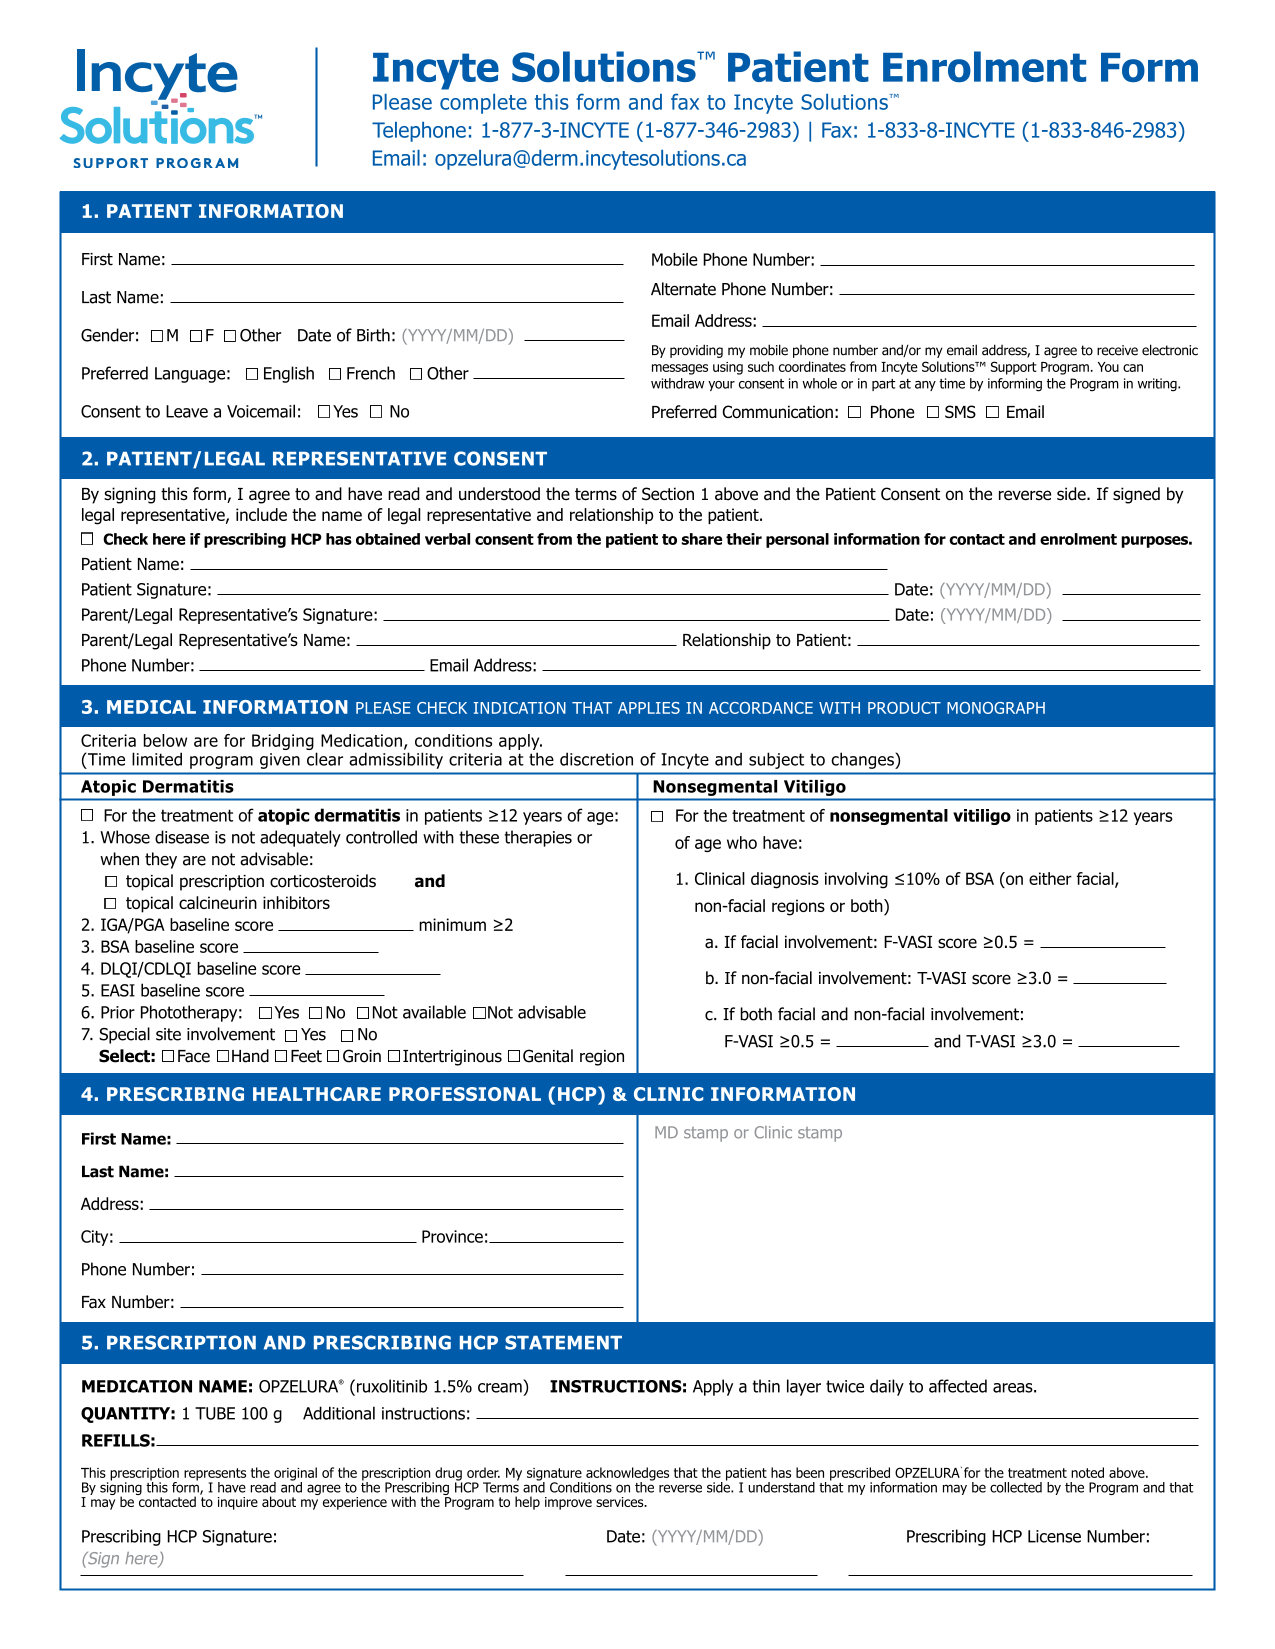 Incyte
Solutions™
SUPPORT PROGRAM
Incyte Solutions™ Patient Enrolment Form
Please complete this form and fax to Incyte Solutions™
Telephone: 1-877-3-INCYTE (1-877-346-2983) | Fax: 1-833-8-INCYTE (1-833-846-2983)
Email: opzelura@derm.incytesolutions.ca
1. PATIENT INFORMATION
First Name:
Last Name:
Gender: ☐ M ☐ F ☐ Other Date of Birth: (YYYY/MM/DD)
Preferred Language: ☐ English ☐ French ☐ Other
Consent to Leave a Voicemail: ☐ Yes ☐ No
Mobile Phone Number:
Alternate Phone Number:
Email Address:
By providing my mobile phone number and/or my email address, I agree to receive electronic
messages using such coordinates from Incyte Solutions™ Support Program. You can
withdraw your consent in whole or in part at any time by informing the Program in writing.
Preferred Communication: ☐ Phone ☐ SMS ☐ Email
2. PATIENT/LEGAL REPRESENTATIVE CONSENT
By signing this form, I agree to and have read and understood the terms of Section 1 above and the Patient Consent on the reverse side. If signed by
legal representative, include the name of legal representative and relationship to the patient.
☐ Check here if prescribing HCP has obtained verbal consent from the patient to share their personal information for contact and enrolment purposes.
Patient Name:
Patient Signature: Date: (YYYY/MM/DD)
Parent/Legal Representative's Signature: Date: (YYYY/MM/DD)
Parent/Legal Representative's Name: Relationship to Patient:
Phone Number: Email Address:
3. MEDICAL INFORMATION PLEASE CHECK INDICATION THAT APPLIES IN ACCORDANCE WITH PRODUCT MONOGRAPH
Criteria below are for Bridging Medication, conditions apply.
(Time limited program given clear admissibility criteria at the discretion of Incyte and subject to changes)
Atopic Dermatitis
☐ For the treatment of atopic dermatitis in patients ≥12 years of age:
1. Whose disease is not adequately controlled with these therapies or
when they are not advisable:
☐ topical prescription corticosteroids and
☐ topical calcineurin inhibitors
2. IGA/PGA baseline score minimum ≥2
3. BSA baseline score
4. DLQI/CDLQI baseline score
5. EASI baseline score
6. Prior Phototherapy: ☐ Yes ☐ No ☐ Not available ☐ Not advisable
7. Special site involvement ☐ Yes ☐ No
Select: ☐ Face ☐ Hand ☐ Feet ☐ Groin ☐ Intertriginous ☐ Genital region
Nonsegmental Vitiligo
☐ For the treatment of nonsegmental vitiligo in patients ≥12 years
of age who have:
1. Clinical diagnosis involving ≤10% of BSA (on either facial,
non-facial regions or both)
a. If facial involvement: F-VASI score ≥0.5 =
b. If non-facial involvement: T-VASI score ≥3.0 =
c. If both facial and non-facial involvement:
F-VASI ≥0.5 = and T-VASI ≥3.0 =
4. PRESCRIBING HEALTHCARE PROFESSIONAL (HCP) & CLINIC INFORMATION
First Name:
Last Name:
Address:
City: Province:
Phone Number:
Fax Number:
MD stamp or Clinic stamp
5. PRESCRIPTION AND PRESCRIBING HCP STATEMENT
MEDICATION NAME: OPZELURA® (ruxolitinib 1.5% cream) INSTRUCTIONS: Apply a thin layer twice daily to affected areas.
QUANTITY: 1 TUBE 100 g Additional instructions:
REFILLS:
This prescription represents the original of the prescription drug order. My signature acknowledges that the patient has been prescribed OPZELURA for the treatment noted above.
By signing this form, I have read and agree to the Prescribing HCP Terms and Conditions on the reverse side. I understand that my information may be collected by the Program and that
I may be contacted to inquire about my experience with the Program to help improve services.
Prescribing HCP Signature: Date: (YYYY/MM/DD) Prescribing HCP License Number:
(Sign here)